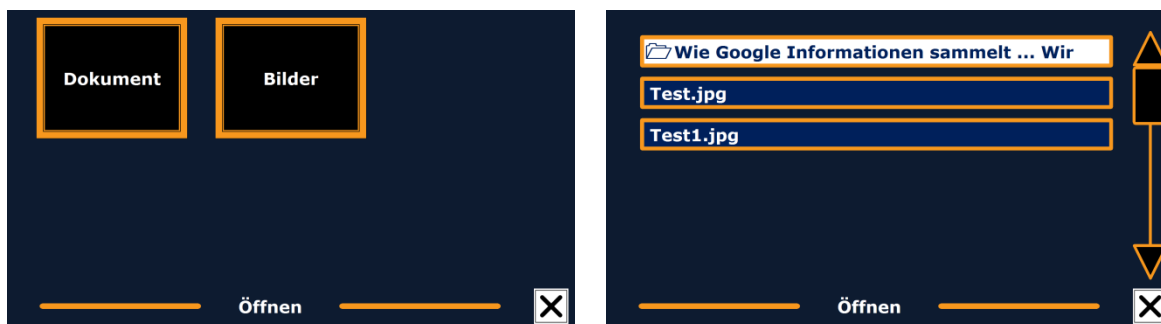 Dokument
Bilder
Öffnen
Wie Google Informationen sammelt ... Wir
Test.jpg
Test1.jpg
Öffnen